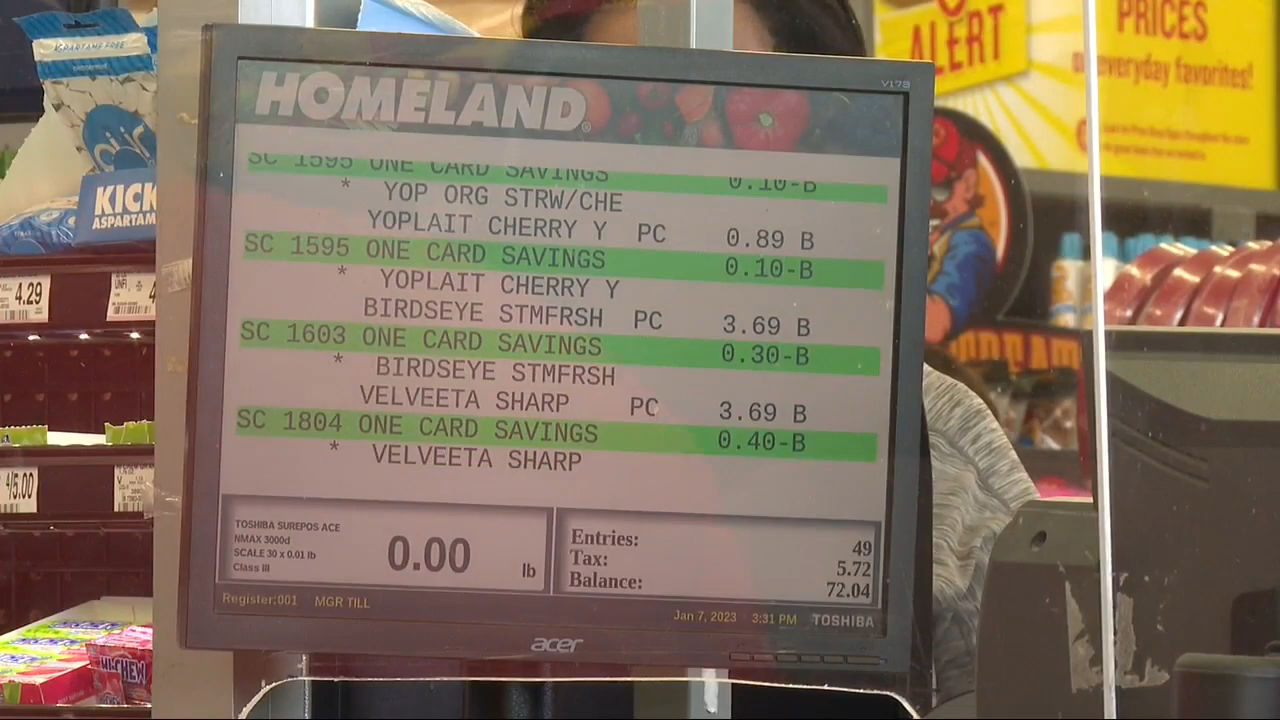 ASPARTAME FREE
KICK
ASPARTAM
4.29
4
4/5.00
HI-CHEW
ALERT
PRICES
everyday favorites!
V173
HOMELAND
SC 1595 ONE CARD SAVINGS 0.10-B
* YOP ORG STRW/CHE
YOPLAIT CHERRY Y PC 0.89 B
SC 1595 ONE CARD SAVINGS 0.10-B
* YOPLAIT CHERRY Y
BIRDSEYE STMFRSH PC 3.69 B
SC 1603 ONE CARD SAVINGS 0.30-B
* BIRDSEYE STMFRSH
VELVEETA SHARP PC 3.69 B
SC 1804 ONE CARD SAVINGS 0.40-B
* VELVEETA SHARP
TOSHIBA SUREPOS ACE
NMAX 3000d
SCALE 30 x 0.01 lb
Class III
0.00 lb
Entries: 49
Tax: 5.72
Balance: 72.04
Register:001 MGR TILL
Jan 7, 2023 3:31 PM TOSHIBA
acer